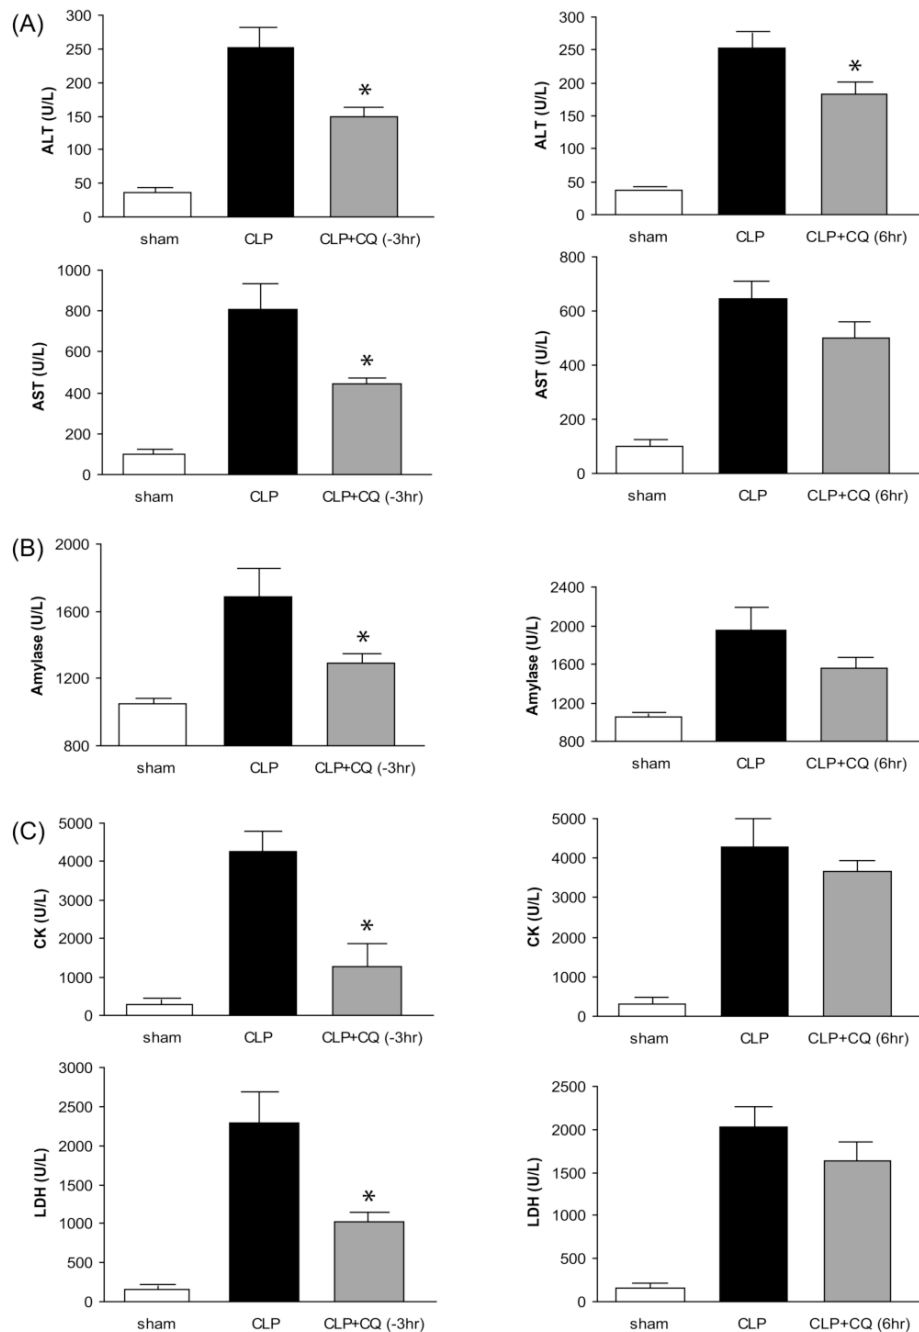 (A)
ALT (U/L)
300
250
200
150
100
50
0
*
sham CLP CLP+CQ (-3hr)
ALT (U/L)
300
250
200
150
100
50
0
*
sham CLP CLP+CQ (6hr)
AST (U/L)
1000
800
600
400
200
0
*
sham CLP CLP+CQ (-3hr)
AST (U/L)
800
600
400
200
0
sham CLP CLP+CQ (6hr)
(B)
Amylase (U/L)
2000
1600
1200
800
*
sham CLP CLP+CQ (-3hr)
Amylase (U/L)
2400
2000
1600
1200
800
sham CLP CLP+CQ (6hr)
(C)
CK (U/L)
5000
4000
3000
2000
1000
0
*
sham CLP CLP+CQ (-3hr)
CK (U/L)
5000
4000
3000
2000
1000
0
sham CLP CLP+CQ (6hr)
LDH (U/L)
3000
2500
2000
1500
1000
500
0
*
sham CLP CLP+CQ (-3hr)
LDH (U/L)
2500
2000
1500
1000
500
0
sham CLP CLP+CQ (6hr)